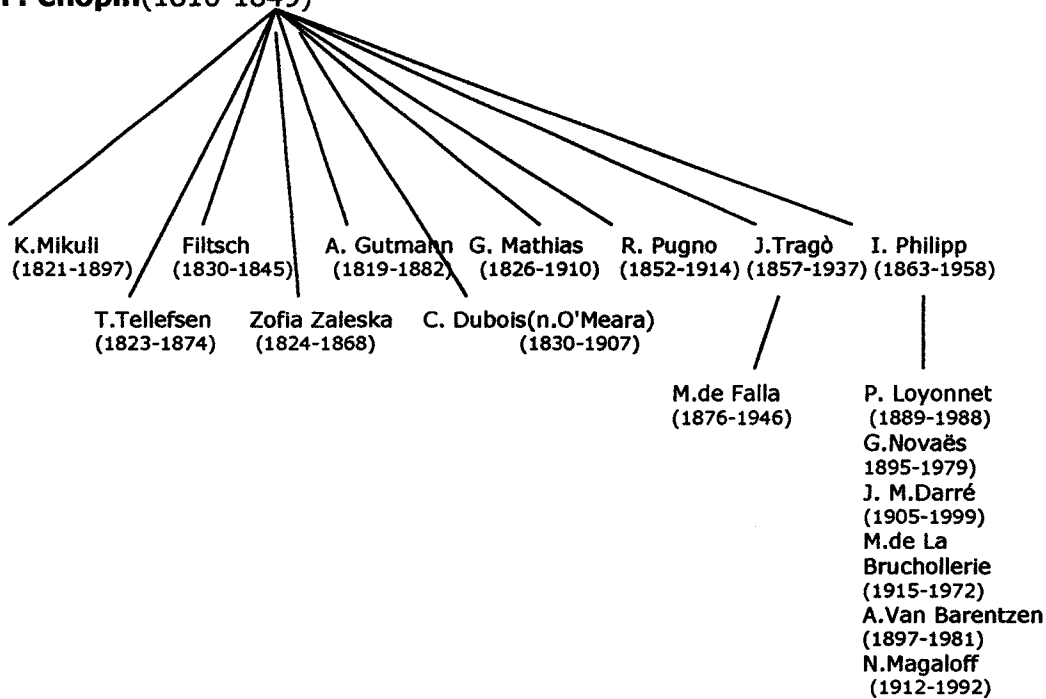 F. Chopin(1810-1849)
K.Mikuli
(1821-1897)
Filtsch
(1830-1845)
A. Gutmann
(1819-1882)
G. Mathias
(1826-1910)
R. Pugno
(1852-1914)
J.Tragò
(1857-1937)
I. Philipp
(1863-1958)
T.Tellefsen
(1823-1874)
Zofia Zaleska
(1824-1868)
C. Dubois(n.O'Meara)
(1830-1907)
M.de Falla
(1876-1946)
P. Loyonnet
(1889-1988)
G.Novaës
1895-1979)
J. M.Darré
(1905-1999)
M.de La
Bruchollerie
(1915-1972)
A.Van Barentzen
(1897-1981)
N.Magaloff
(1912-1992)